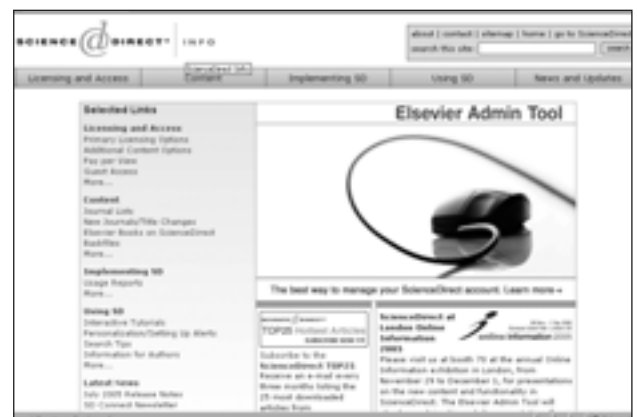 SCIENCE @ DIRECT® INFO
about | contact | sitemap | home | go to ScienceDirect
search this site: search
Licensing and Access Content Implementing SD Using SD News and Updates
Selected Links
Licensing and Access
Primary Licensing Options
Additional Content Options
Pay per View
Guest Access
More...
Content
Journal Lists
New Journals/Title Changes
Elsevier Books on ScienceDirect
Backfiles
More...
Implementing SD
Usage Reports
More...
Using SD
Interactive Tutorials
Personalization/Setting Up Alerts
Search Tips
Information for Authors
More...
Latest news
July 2005 Release Notes
SD Connect Newsletter
Elsevier Admin Tool
The best way to manage your ScienceDirect account. Learn more
SCIENCE DIRECT
TOP25 Hottest Articles
SUBSCRIBE NOW
Subscribe to the
ScienceDirect TOP25
Receive an e-mail every
three months listing the
25 most downloaded
articles from
ScienceDirect at
London Online
Information
2005
online information 2005
Please visit us at booth 70 at the annual Online
Information exhibition in London, from
November 29 to December 1, for presentations
on the new content and functionality in
ScienceDirect. The Elsevier Admin Tool will